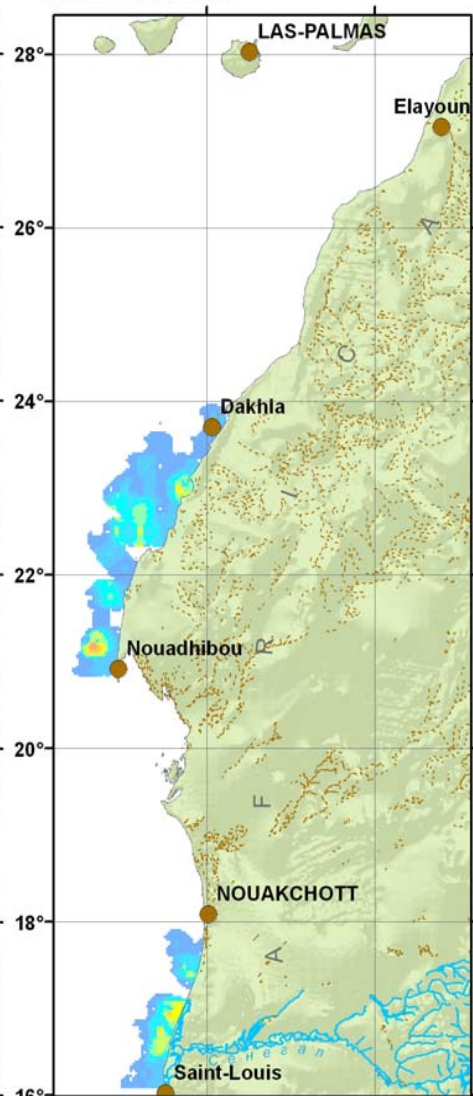 28°
LAS-PALMAS
Elayoun
26°
24°
Dakhla
22°
Nouadhibou
20°
NOUAKCHOTT
18°
Сенегал
Saint-Louis
16°
А Ф Р И К А